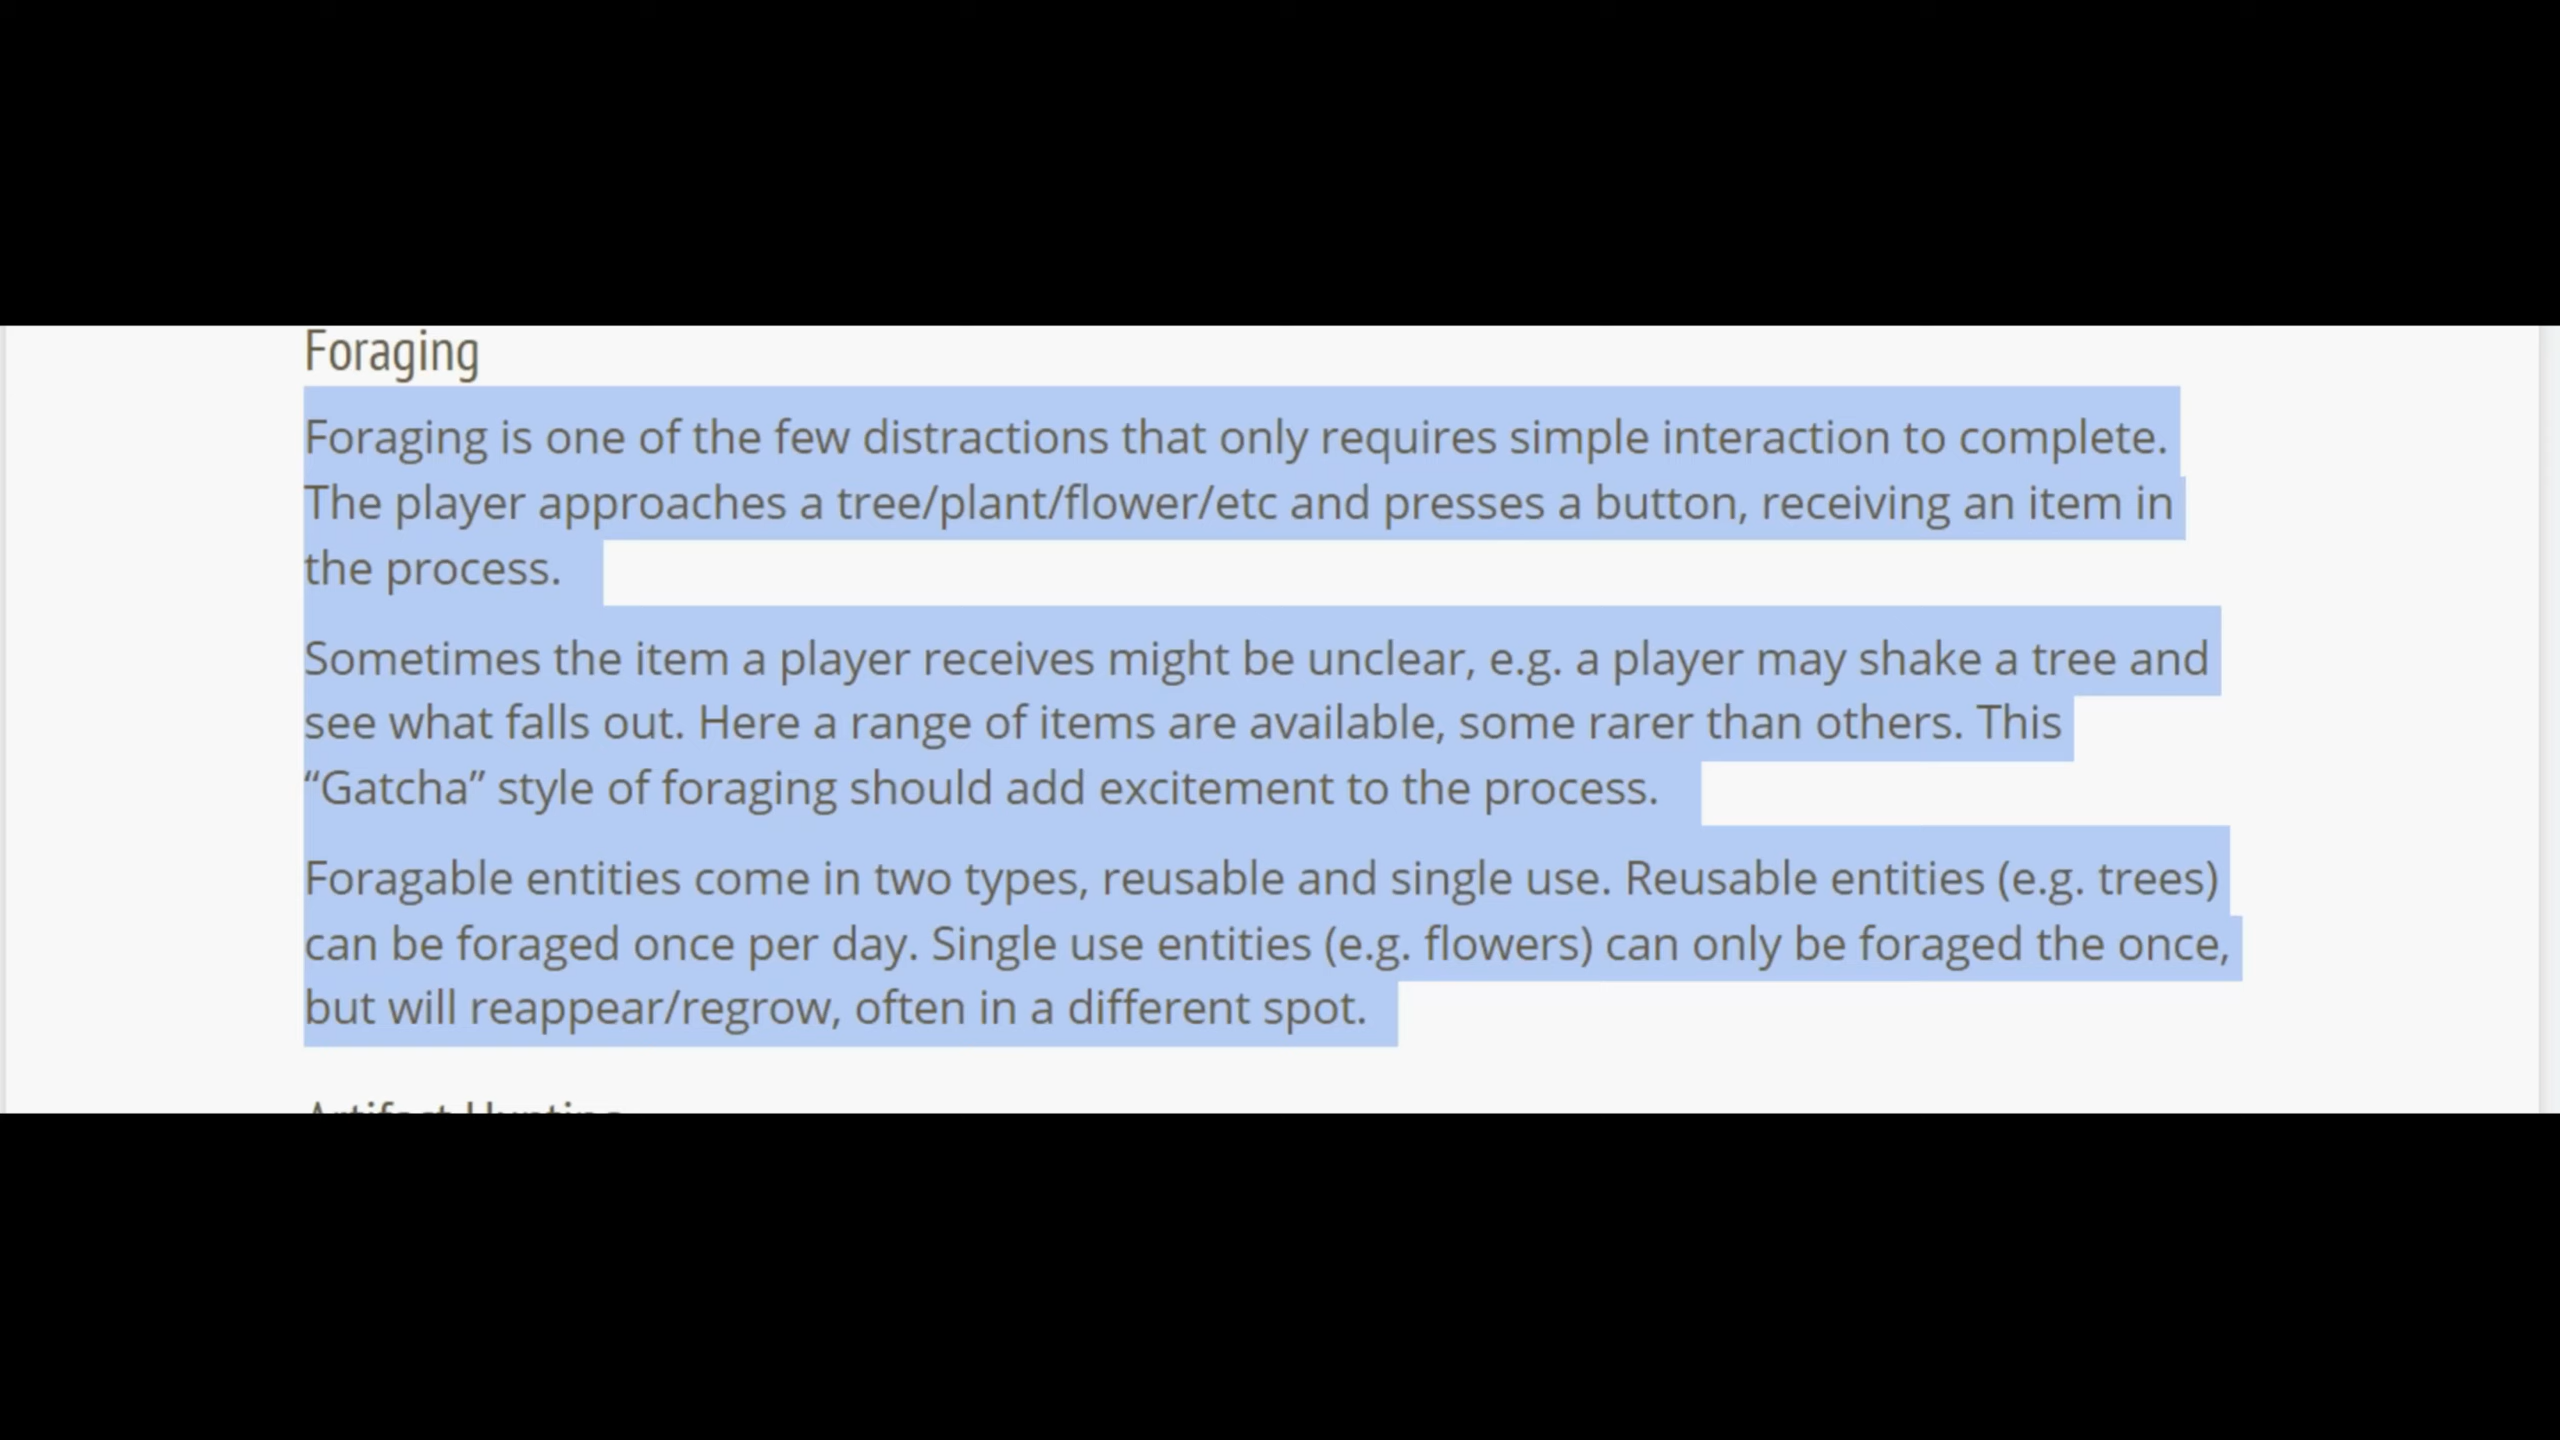 Foraging
Foraging is one of the few distractions that only requires simple interaction to complete.
The player approaches a tree/plant/flower/etc and presses a button, receiving an item in
the process.
Sometimes the item a player receives might be unclear, e.g. a player may shake a tree and
see what falls out. Here a range of items are available, some rarer than others. This
“Gatcha” style of foraging should add excitement to the process.
Foragable entities come in two types, reusable and single use. Reusable entities (e.g. trees)
can be foraged once per day. Single use entities (e.g. flowers) can only be foraged the once,
but will reappear/regrow, often in a different spot.
Artifact Hunting